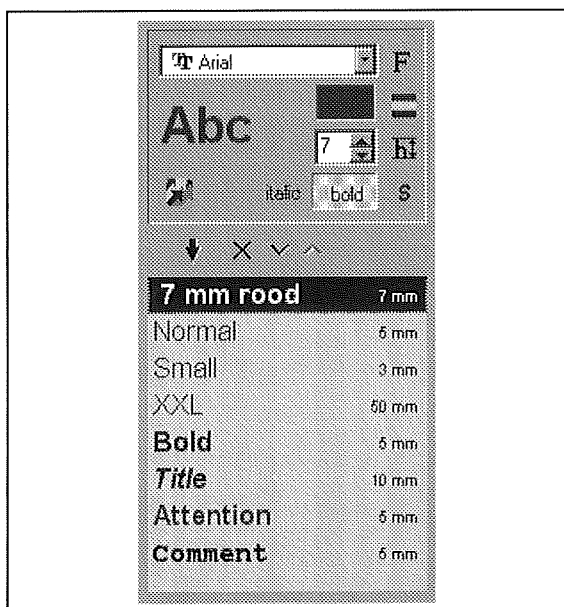 Arial F
Abc
7 h
italic bold S
7 mm rood 7 mm
Normal 5 mm
Small 3 mm
XXL 50 mm
Bold 5 mm
Title 10 mm
Attention 5 mm
Comment 5 mm